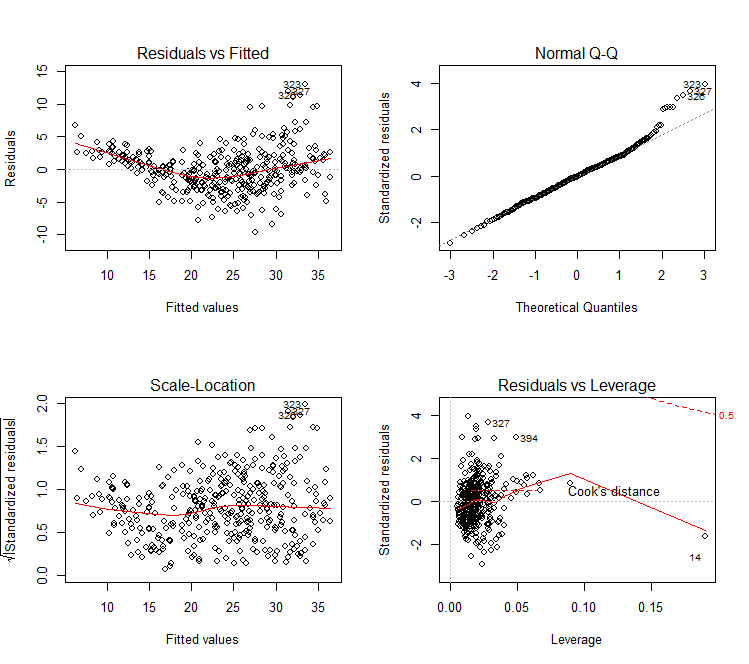 Residuals vs Fitted
Residuals
-10 -5 0 5 10 15
323
327
326
10 15 20 25 30 35
Fitted values
Normal Q-Q
Standardized residuals
-2 0 2 4
323
327
326
-3 -2 -1 0 1 2 3
Theoretical Quantiles
Scale-Location
√|Standardized residuals|
0.0 0.5 1.0 1.5 2.0
323
327
326
10 15 20 25 30 35
Fitted values
Residuals vs Leverage
Standardized residuals
-2 0 2 4
0.5
327
394
Cook's distance
14
0.00 0.05 0.10 0.15
Leverage